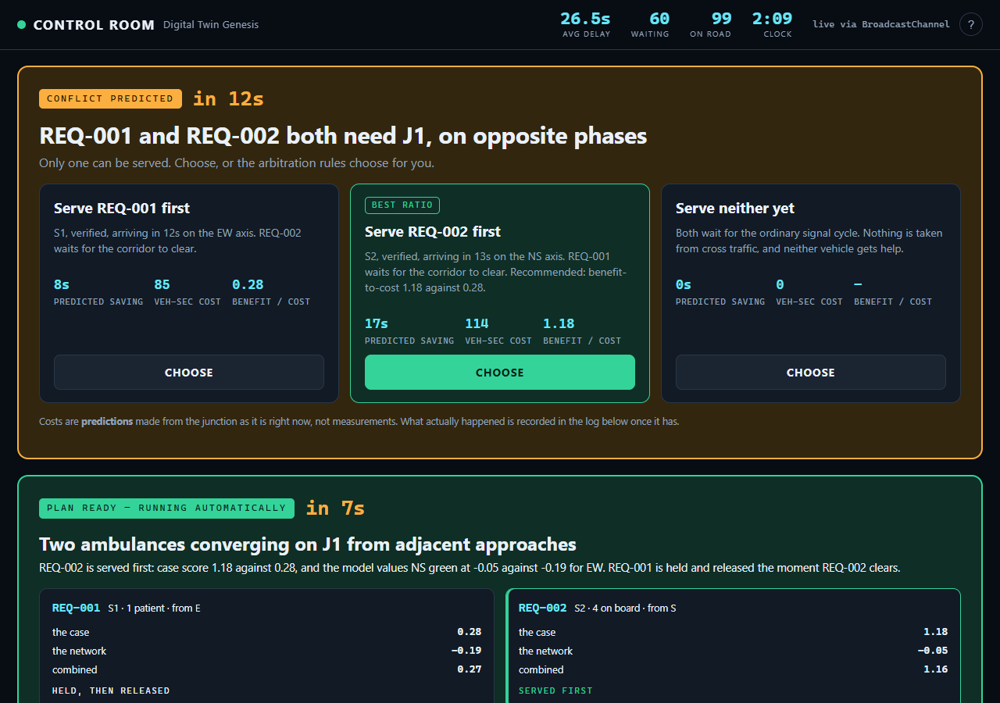 CONTROL ROOM Digital Twin Genesis
26.5s 60 99 2:09
AVG DELAY WAITING ON ROAD CLOCK
live via BroadcastChannel ?
CONFLICT PREDICTED in 12s
REQ-001 and REQ-002 both need J1, on opposite phases
Only one can be served. Choose, or the arbitration rules choose for you.
Serve REQ-001 first
S1, verified, arriving in 12s on the EW axis. REQ-002
waits for the corridor to clear.
8s 85 0.28
PREDICTED SAVING VEH-SEC COST BENEFIT / COST
CHOOSE
BEST RATIO
Serve REQ-002 first
S2, verified, arriving in 13s on the NS axis. REQ-001
waits for the corridor to clear. Recommended: benefit-
to-cost 1.18 against 0.28.
17s 114 1.18
PREDICTED SAVING VEH-SEC COST BENEFIT / COST
CHOOSE
Serve neither yet
Both wait for the ordinary signal cycle. Nothing is taken
from cross traffic, and neither vehicle gets help.
0s 0 —
PREDICTED SAVING VEH-SEC COST BENEFIT / COST
CHOOSE
Costs are predictions made from the junction as it is right now, not measurements. What actually happened is recorded in the log below once it has.
PLAN READY — RUNNING AUTOMATICALLY in 7s
Two ambulances converging on J1 from adjacent approaches
REQ-002 is served first: case score 1.18 against 0.28, and the model values NS green at -0.05 against -0.19 for EW. REQ-001 is held and released the moment REQ-002 clears.
REQ-001 S1 · 1 patient · from E
the case 0.28
the network −0.19
combined 0.27
HELD, THEN RELEASED
REQ-002 S2 · 4 on board · from S
the case 1.18
the network −0.05
combined 1.16
SERVED FIRST